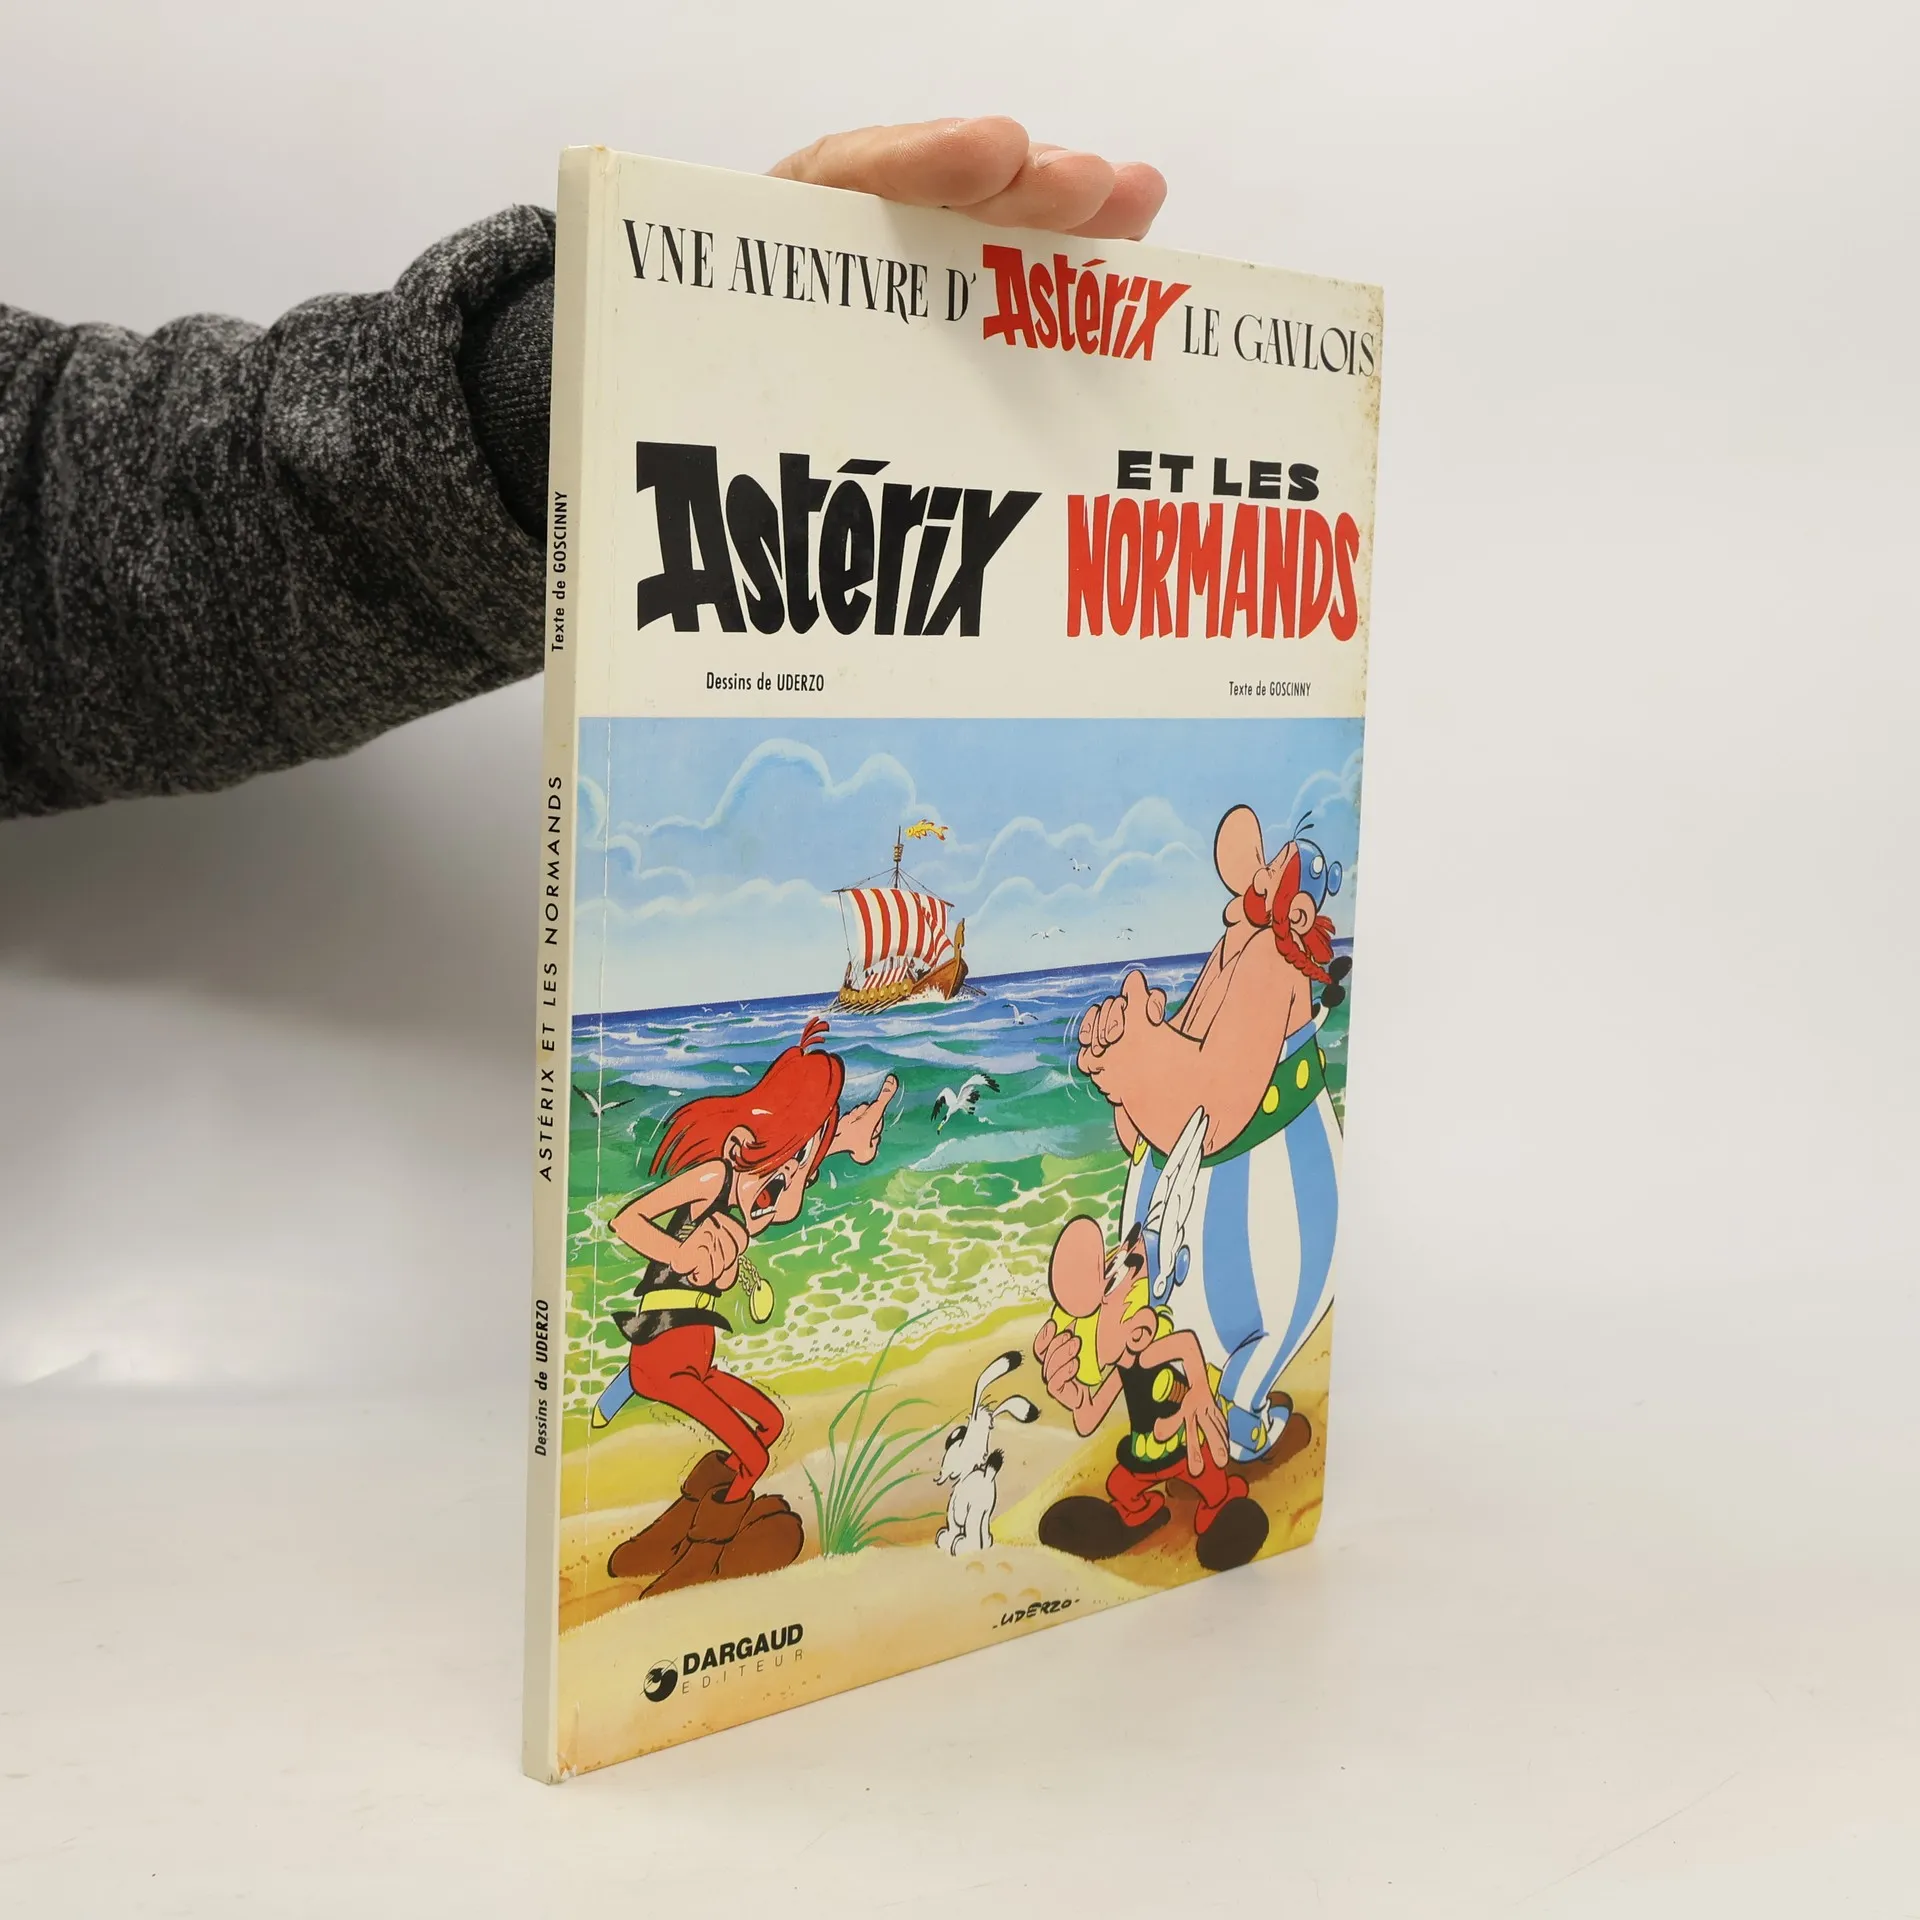 VNE AVENTVRE D'Astérix LE GAVLOIS
Astérix ET LES
NORMANDS
Dessins de UDERZO
Texte de GOSCINNY
-UDERZO-
DARGAUD
EDITEUR
Dessins de UDERZO
ASTÉRIX ET LES NORMANDS
Texte de GOSCINNY